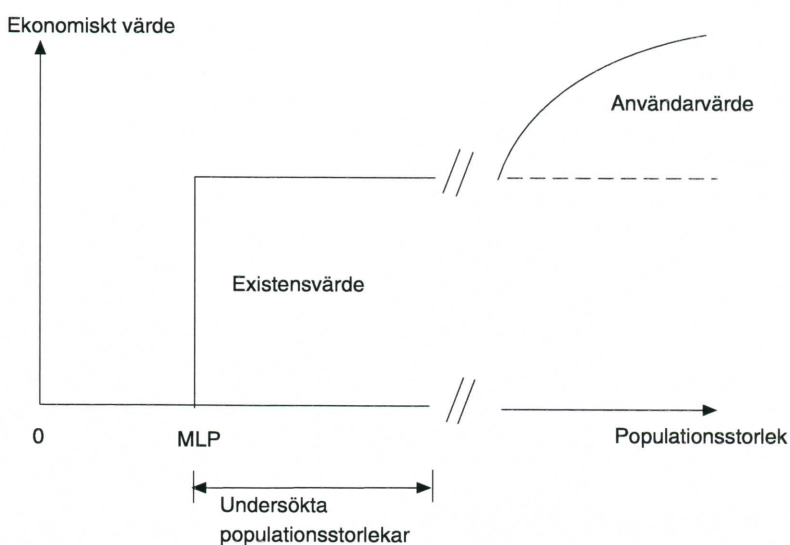 Ekonomiskt värde
Användarvärde
Existensvärde
0
MLP
Populationsstorlek
Undersökta
populationsstorlekar